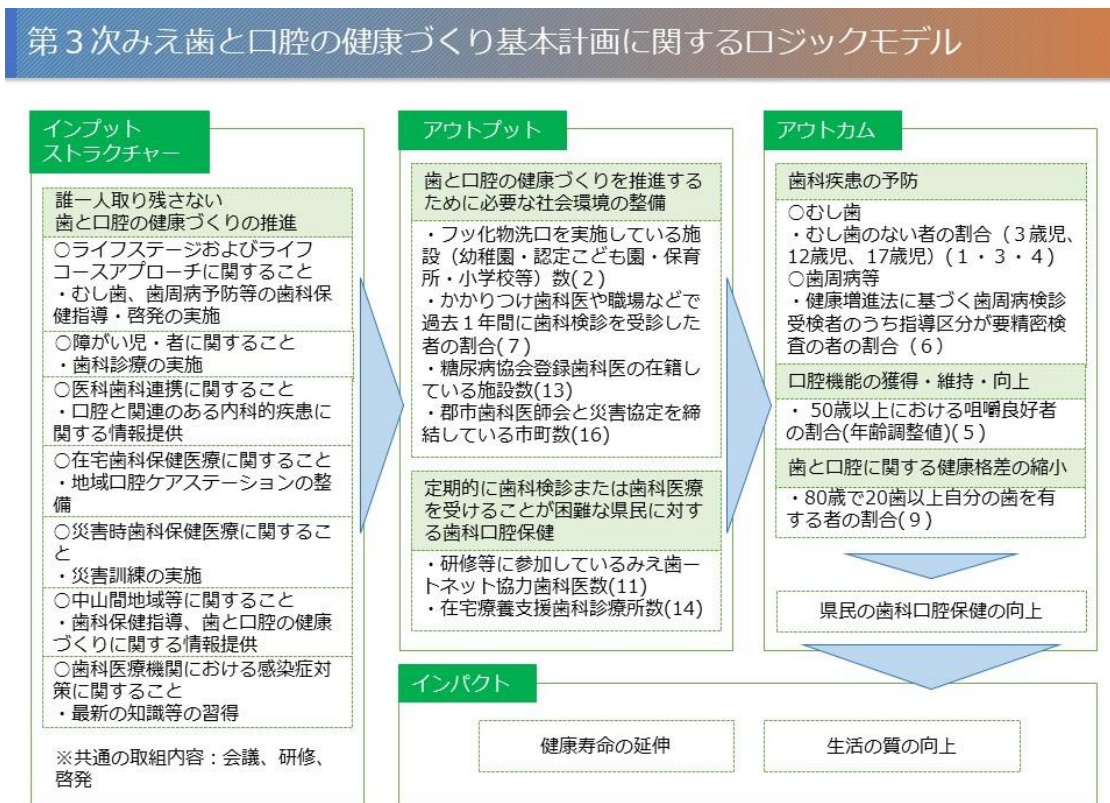 第３次みえ歯と口腔の健康づくり基本計画に関するロジックモデル
インプット
ストラクチャー
誰一人取り残さない
歯と口腔の健康づくりの推進
○ライフステージおよびライフ
コースアプローチに関すること
・むし歯、歯周病予防等の歯科保
健指導・啓発の実施
○障がい児・者に関すること
・歯科診療の実施
○医科歯科連携に関すること
・口腔と関連のある内科的疾患に
関する情報提供
○在宅歯科保健医療に関すること
・地域口腔ケアステーションの整
備
○災害時歯科保健医療に関するこ
と
・災害訓練の実施
○中山間地域等に関すること
・歯科保健指導、歯と口腔の健康
づくりに関する情報提供
○歯科医療機関における感染症対
策に関すること
・最新の知識等の習得
※共通の取組内容：会議、研修、
啓発
アウトプット
歯と口腔の健康づくりを推進する
ために必要な社会環境の整備
・フッ化物洗口を実施している施
設（幼稚園・認定こども園・保育
所・小学校等）数(２)
・かかりつけ歯科医や職場などで
過去１年間に歯科検診を受診した
者の割合(７)
・糖尿病協会登録歯科医の在籍し
ている施設数(13)
・郡市歯科医師会と災害協定を締
結している市町数(16)
定期的に歯科検診または歯科医療
を受けることが困難な県民に対す
る歯科口腔保健
・研修等に参加しているみえ歯ー
トネット協力歯科医数(11)
・在宅療養支援歯科診療所数(14)
アウトカム
歯科疾患の予防
○むし歯
・むし歯のない者の割合（３歳児、
12歳児、17歳児）(１・３・４)
○歯周病等
・健康増進法に基づく歯周病検診
受検者のうち指導区分が要精密検
査の者の割合（６）
口腔機能の獲得・維持・向上
・ 50歳以上における咀嚼良好者
の割合(年齢調整値)(５)
歯と口腔に関する健康格差の縮小
・80歳で20歯以上自分の歯を有
する者の割合(９)
県民の歯科口腔保健の向上
インパクト
健康寿命の延伸
生活の質の向上